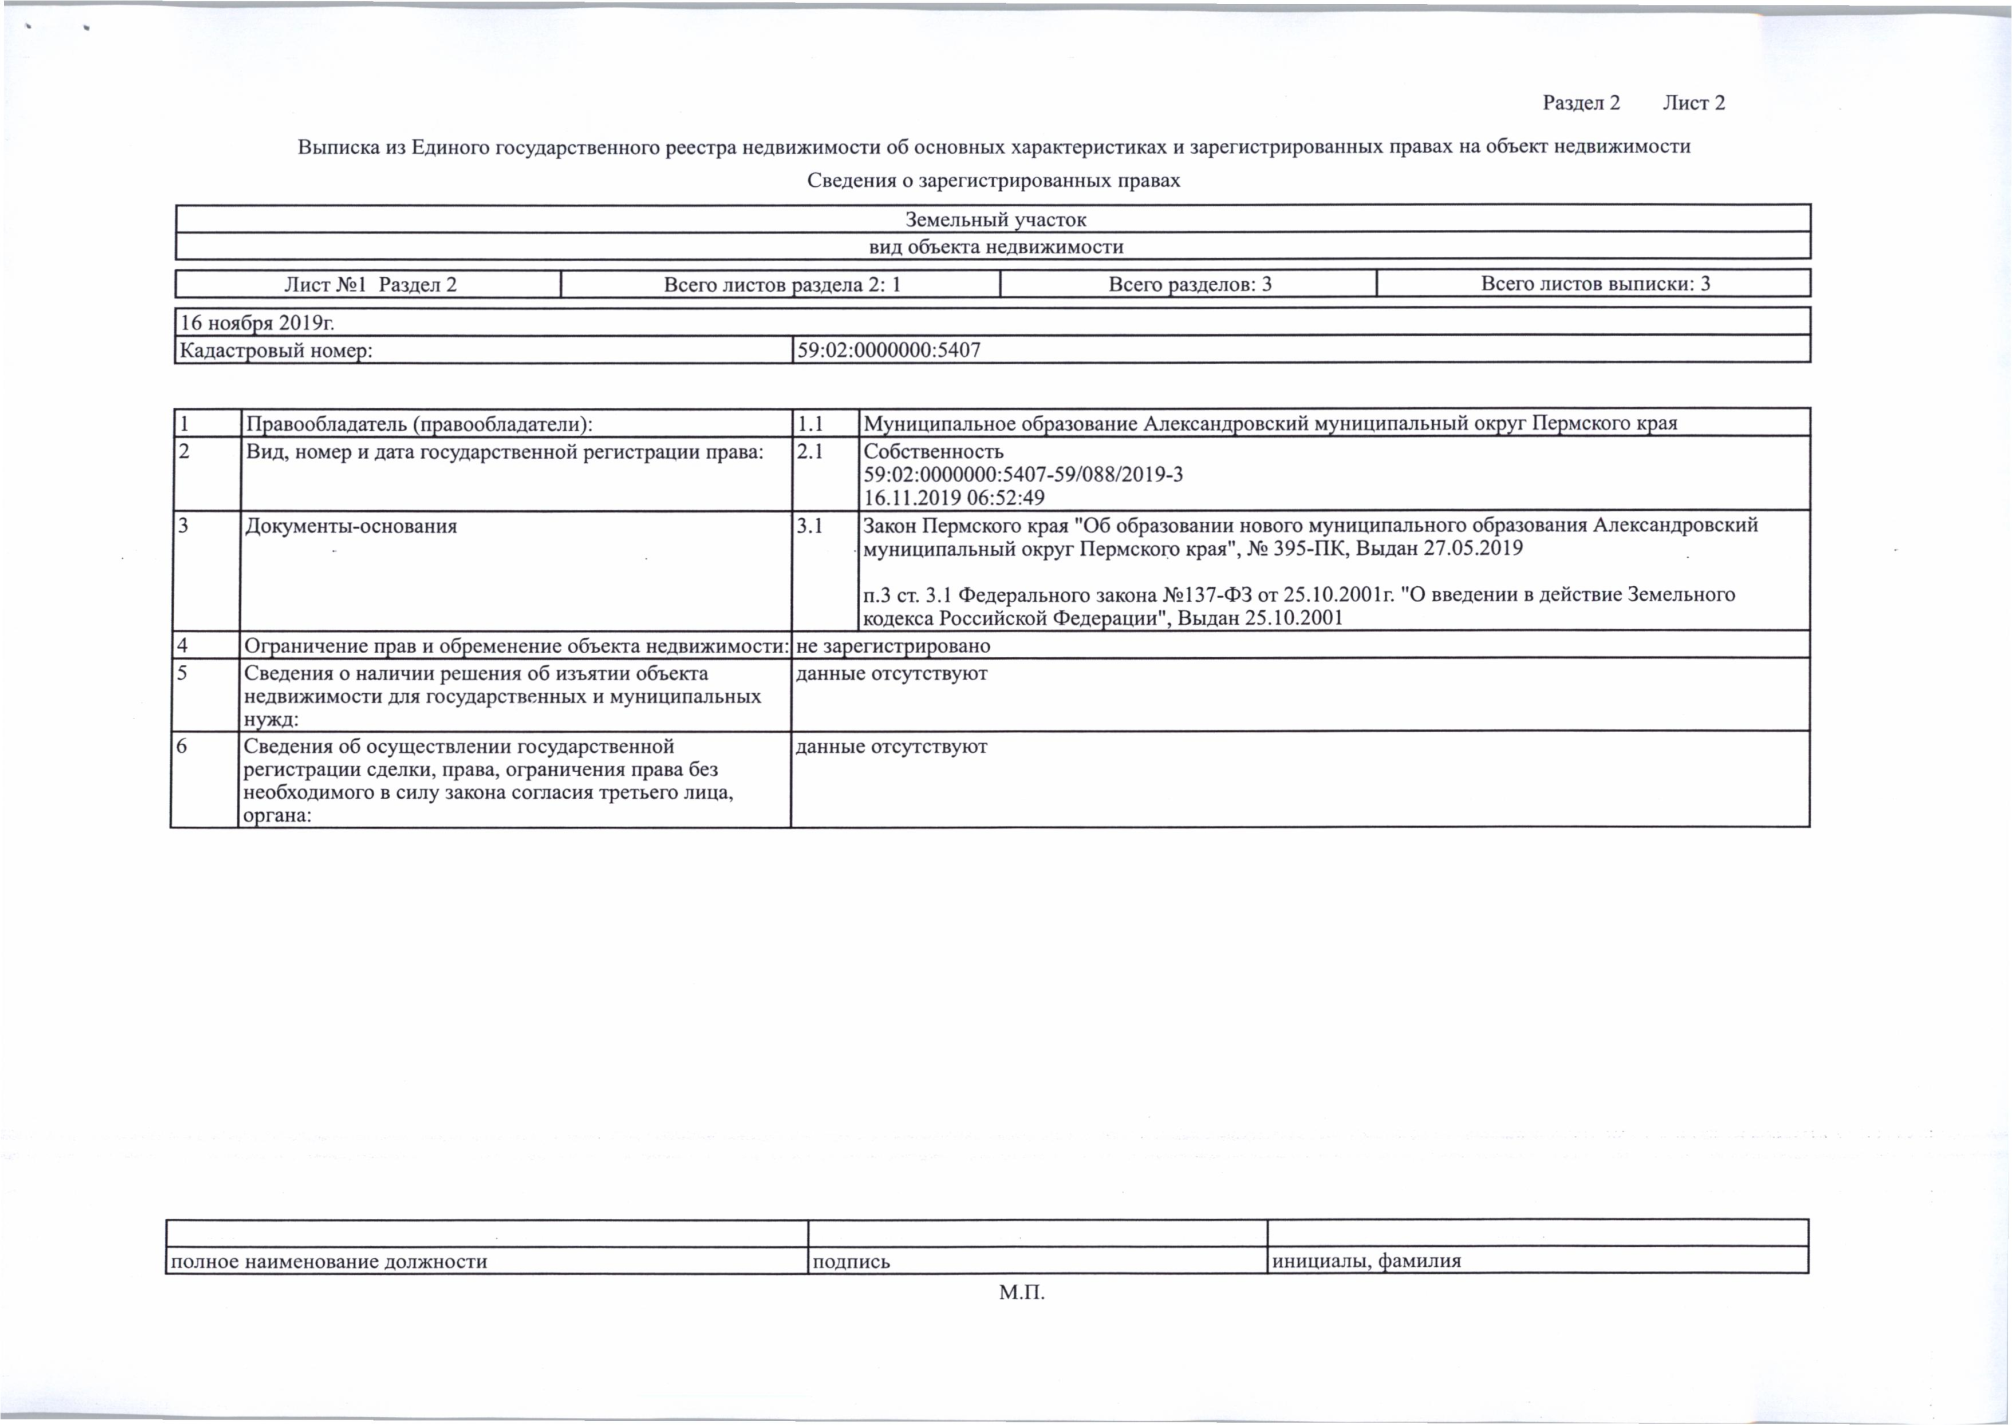 Раздел 2 Лист 2
Выписка из Единого государственного реестра недвижимости об основных характеристиках и зарегистрированных правах на объект недвижимости
Сведения о зарегистрированных правах
Земельный участок
вид объекта недвижимости
Лист №1 Раздел 2 Всего листов раздела 2: 1 Всего разделов: 3 Всего листов выписки: 3
16 ноября 2019г.
Кадастровый номер: 59:02:0000000:5407
1 Правообладатель (правообладатели): 1.1 Муниципальное образование Александровский муниципальный округ Пермского края
2 Вид, номер и дата государственной регистрации права: 2.1 Собственность
59:02:0000000:5407-59/088/2019-3
16.11.2019 06:52:49
3 Документы-основания 3.1 Закон Пермского края "Об образовании нового муниципального образования Александровский
муниципальный округ Пермского края", № 395-ПК, Выдан 27.05.2019
п.3 ст. 3.1 Федерального закона №137-ФЗ от 25.10.2001г. "О введении в действие Земельного
кодекса Российской Федерации", Выдан 25.10.2001
4 Ограничение прав и обременение объекта недвижимости: не зарегистрировано
5 Сведения о наличии решения об изъятии объекта данные отсутствуют
недвижимости для государственных и муниципальных
нужд:
6 Сведения об осуществлении государственной данные отсутствуют
регистрации сделки, права, ограничения права без
необходимого в силу закона согласия третьего лица,
органа:
полное наименование должности подпись инициалы, фамилия
М.П.